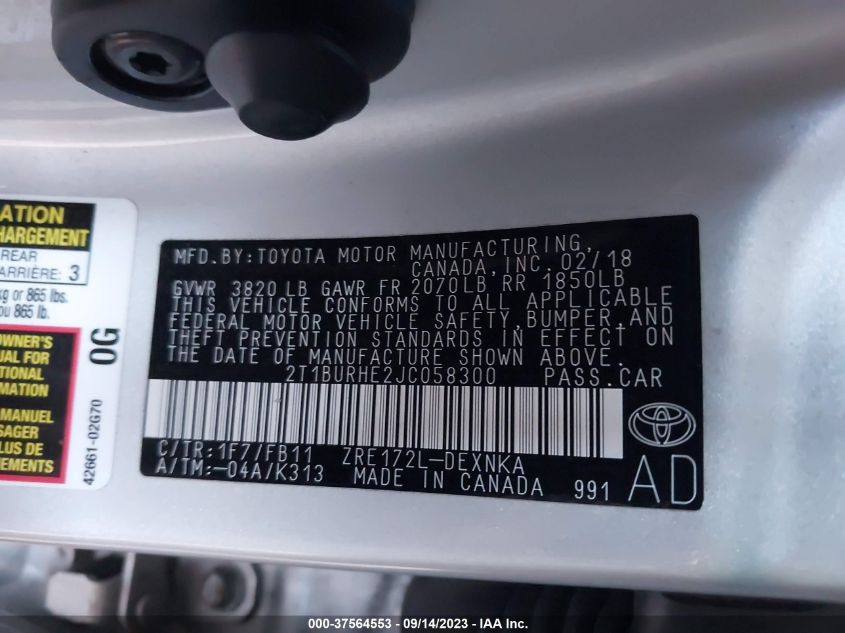 MFD. BY: TOYOTA MOTOR MANUFACTURING,
CANADA, INC. 02/18
GVWR 3820 LB GAWR FR 2070LB, RR 1850LB
THIS VEHICLE CONFORMS TO ALL APPLICABLE
FEDERAL MOTOR VEHICLE SAFETY, BUMPER, AND
THEFT PREVENTION STANDARDS IN EFFECT ON
THE DATE OF MANUFACTURE SHOWN ABOVE.
2T1BURHE2JC058300 PASS. CAR
C/TR: 1F7/FB11 ZRE172L-DEXNKA
A/TM: -04A/K313 MADE IN CANADA 991
AD
ATION
HARGEMENT
REAR
ARRIÈRE: 3
kg or 865 lbs.
ou 865 lb.
OWNER'S
UAL FOR
TIONAL
MATION
MANUEL
SAGER
PLUS DE
0G
42661-02G70
000-37564553 - 09/14/2023 - IAA Inc.